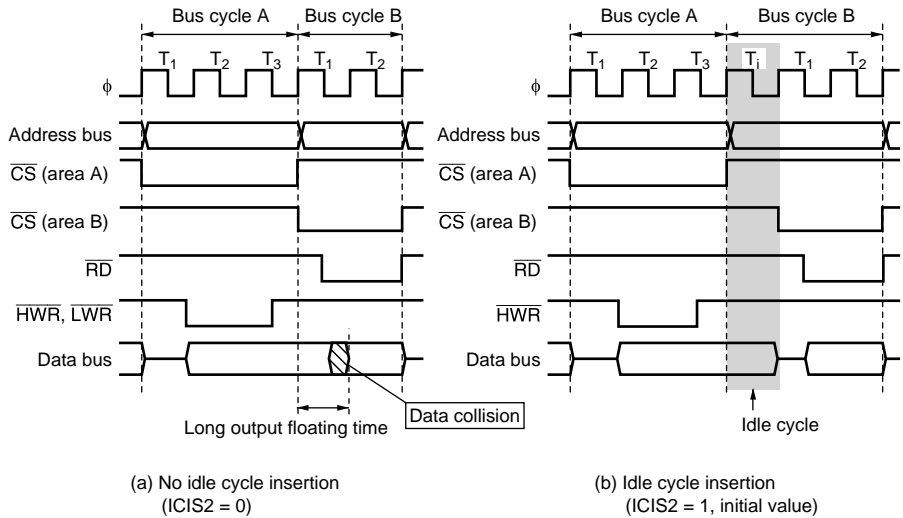 Bus cycle A
Bus cycle B
T1 T2 T3 T1 T2
ϕ
Address bus
CS (area A)
CS (area B)
RD
HWR, LWR
Data bus
Data collision
Long output floating time
(a) No idle cycle insertion
(ICIS2 = 0)
Bus cycle A
Bus cycle B
T1 T2 T3 Ti T1 T2
ϕ
Address bus
CS (area A)
CS (area B)
RD
HWR
Data bus
Idle cycle
(b) Idle cycle insertion
(ICIS2 = 1, initial value)